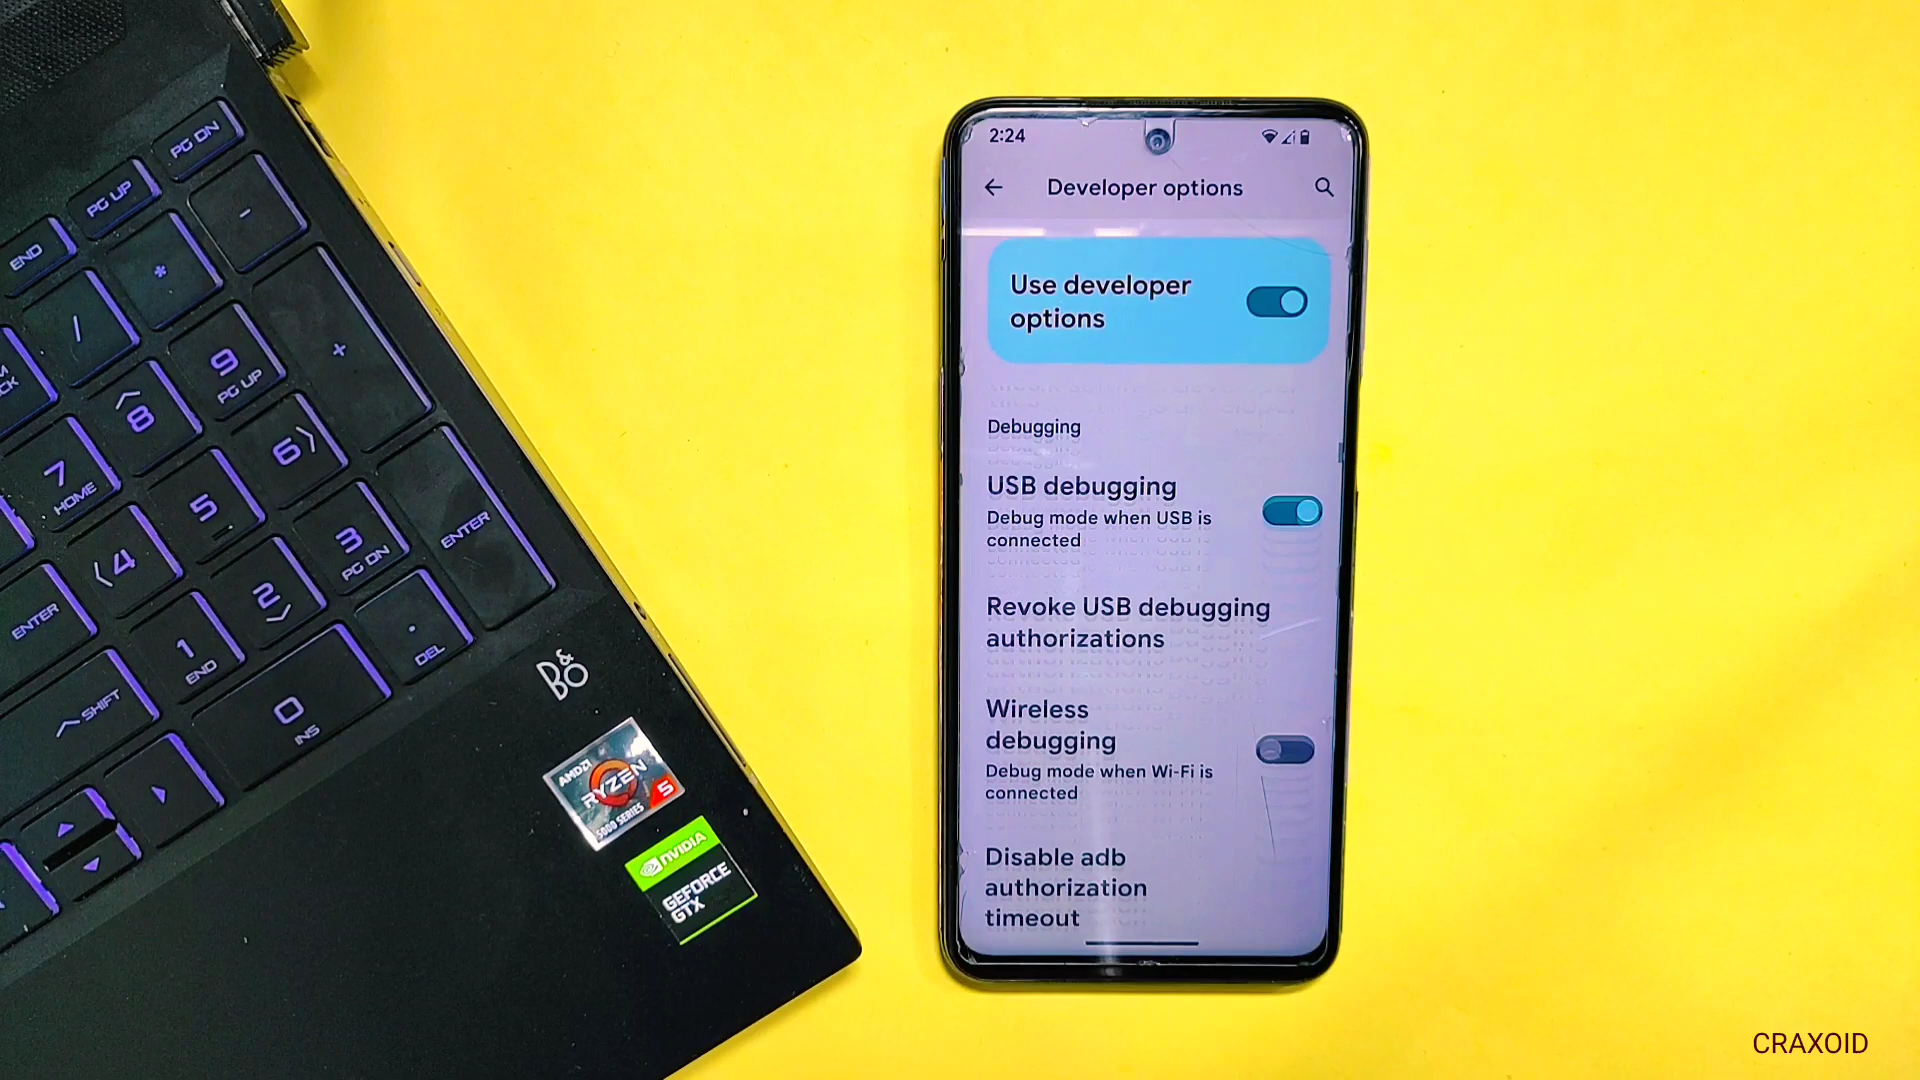 PG DN
PG UP
-
END
*
/
+
9
PG UP
8
6
7
HOME
5
ENTER
3
PG DN
4
2
ENTER
1
END
.
DEL
SHIFT
0
INS
B&O
AMD
RYZEN
5
5000 SERIES
NVIDIA
GEFORCE
GTX
2:24
Developer options
Use developer
options
Debugging
USB debugging
Debug mode when USB is
connected
Revoke USB debugging
authorizations
Wireless
debugging
Debug mode when Wi-Fi is
connected
Disable adb
authorization
timeout
CRAXOID